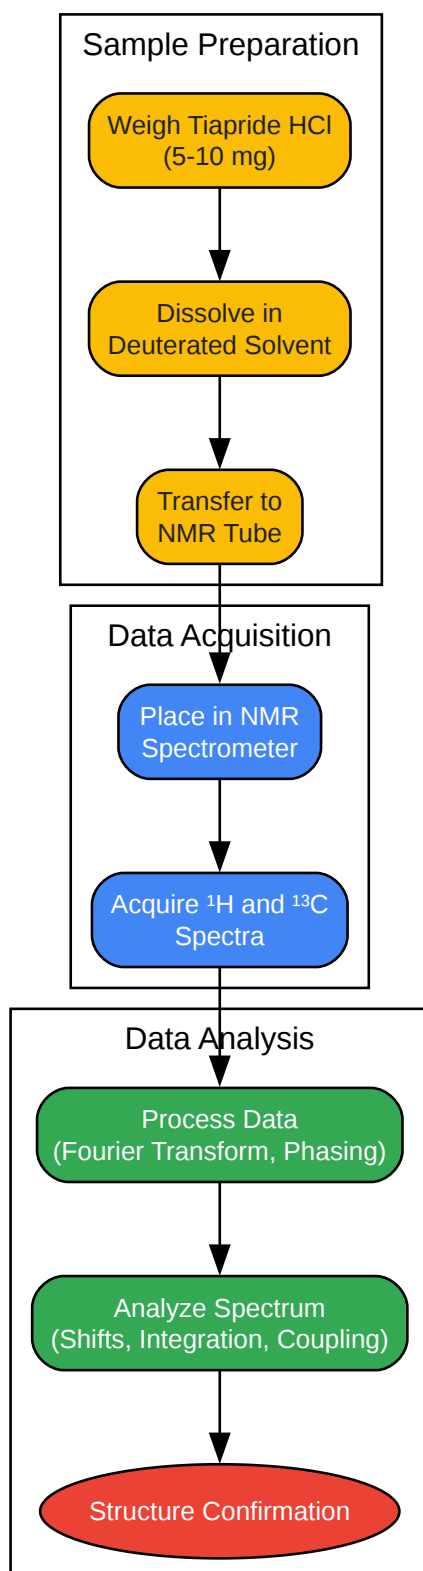 Sample Preparation
Weigh Tiapride HCl
(5-10 mg)
Dissolve in
Deuterated Solvent
Transfer to
NMR Tube
Data Acquisition
Place in NMR
Spectrometer
Acquire ¹H and ¹³C
Spectra
Data Analysis
Process Data
(Fourier Transform, Phasing)
Analyze Spectrum
(Shifts, Integration, Coupling)
Structure Confirmation